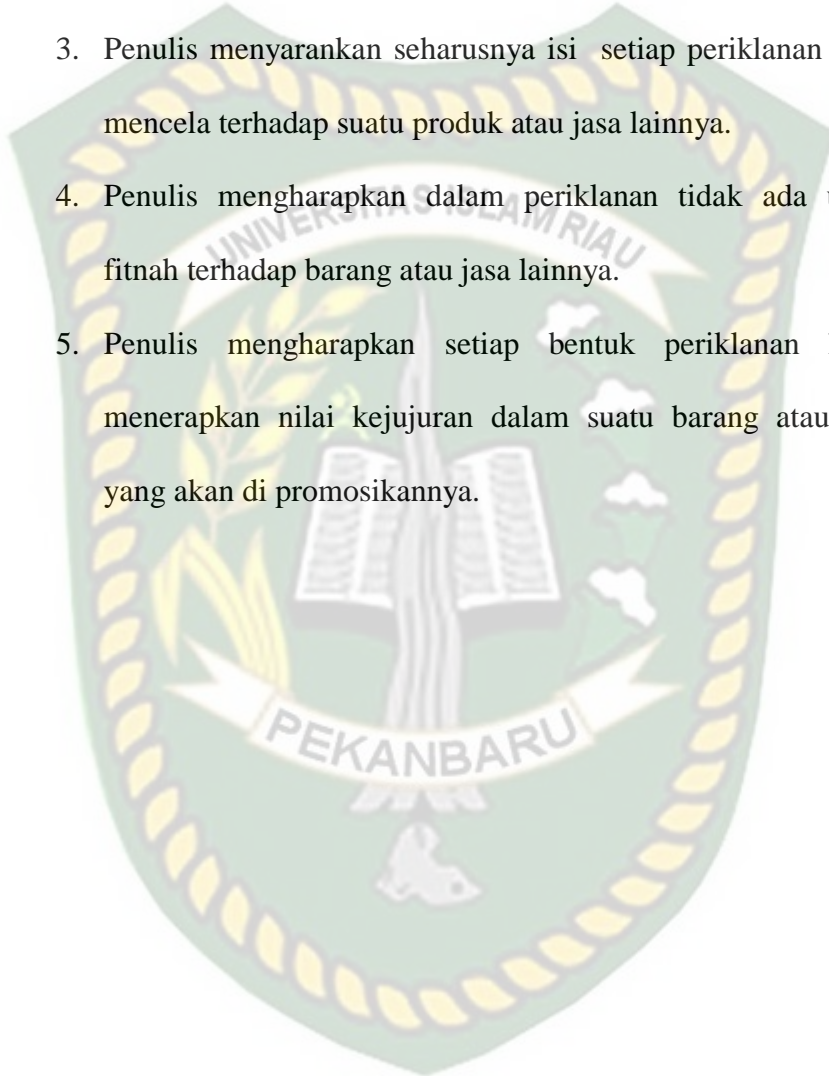 3. Penulis menyarankan seharusnya isi setiap periklanan
mencela terhadap suatu produk atau jasa lainnya.
UNIVERSITAS ISLAM RIAU
4. Penulis mengharapkan dalam periklanan tidak ada
fitnah terhadap barang atau jasa lainnya.
5. Penulis mengharapkan setiap bentuk periklanan
menerapkan nilai kejujuran dalam suatu barang atau
yang akan di promosikannya.
PEKANBARU